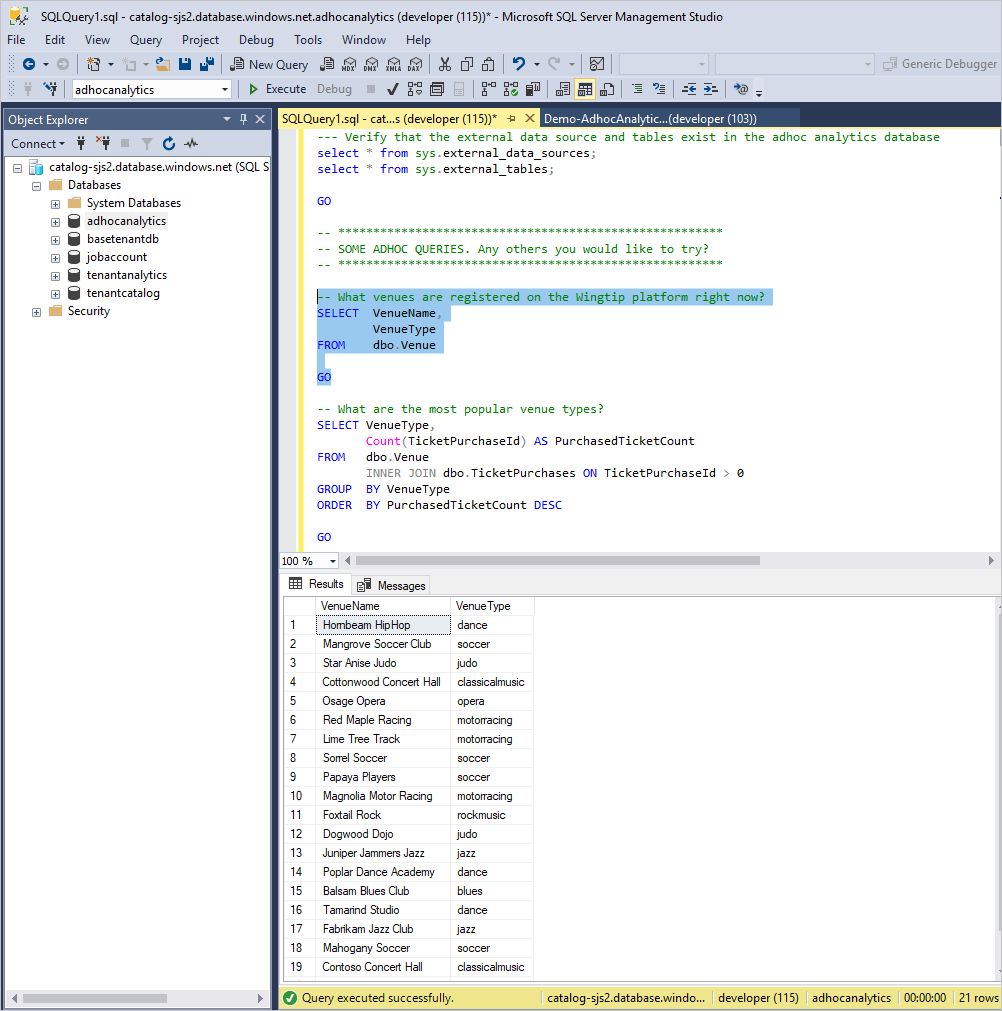 SQLQuery1.sql - catalog-sjs2.database.windows.net.adhocanalytics (developer (115))* - Microsoft SQL Server Management Studio
File Edit View Query Project Debug Tools Window Help
New Query MDX DMX XMLA DAX Generic Debugger
adhocanalytics Execute Debug
Object Explorer
Connect
catalog-sjs2.database.windows.net (SQL S
Databases
System Databases
adhocanalytics
basetenantdb
jobaccount
tenantanalytics
tenantcatalog
Security
SQLQuery1.sql - cat...s (developer (115))* Demo-AdhocAnalytic...(developer (103))
--- Verify that the external data source and tables exist in the adhoc analytics database
select * from sys.external_data_sources;
select * from sys.external_tables;
GO
-- *******************************************************
-- SOME ADHOC QUERIES. Any others you would like to try?
-- *******************************************************
-- What venues are registered on the Wingtip platform right now?
SELECT VenueName,
VenueType
FROM dbo.Venue
GO
-- What are the most popular venue types?
SELECT VenueType,
Count(TicketPurchaseId) AS PurchasedTicketCount
FROM dbo.Venue
INNER JOIN dbo.TicketPurchases ON TicketPurchaseId > 0
GROUP BY VenueType
ORDER BY PurchasedTicketCount DESC
GO
100 %
Results Messages
VenueName VenueType
1 Hornbeam HipHop dance
2 Mangrove Soccer Club soccer
3 Star Anise Judo judo
4 Cottonwood Concert Hall classicalmusic
5 Osage Opera opera
6 Red Maple Racing motorracing
7 Lime Tree Track motorracing
8 Sorrel Soccer soccer
9 Papaya Players soccer
10 Magnolia Motor Racing motorracing
11 Foxtail Rock rockmusic
12 Dogwood Dojo judo
13 Juniper Jammers Jazz jazz
14 Poplar Dance Academy dance
15 Balsam Blues Club blues
16 Tamarind Studio dance
17 Fabrikam Jazz Club jazz
18 Mahogany Soccer soccer
19 Contoso Concert Hall classicalmusic
Query executed successfully. catalog-sjs2.database.windo... developer (115) adhocanalytics 00:00:00 21 rows